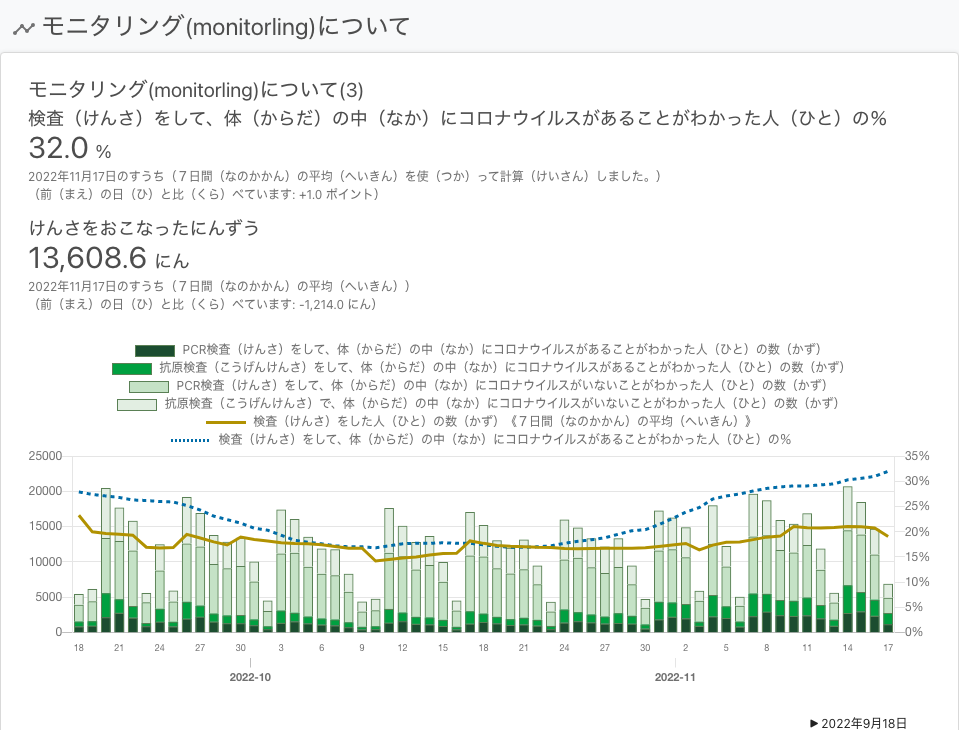 モニタリング(monitorling)について
モニタリング(monitorling)について(3)
検査（けんさ）をして、体（からだ）の中（なか）にコロナウイルスがあることがわかった人（ひと）の%
32.0 %
2022年11月17日のすうち（７日間（なのかかん）の平均（へいきん）を使（つか）って計算（けいさん）しました。）
（前（まえ）の日（ひ）と比（くら）べています: +1.0 ポイント）
けんさをおこなったにんずう
13,608.6 にん
2022年11月17日のすうち（７日間（なのかかん）の平均（へいきん））
（前（まえ）の日（ひ）と比（くら）べています: -1,214.0 にん）
PCR検査（けんさ）をして、体（からだ）の中（なか）にコロナウイルスがあることがわかった人（ひと）の数（かず）
抗原検査（こうげんけんさ）をして、体（からだ）の中（なか）にコロナウイルスがあることがわかった人（ひと）の数（かず）
PCR検査（けんさ）をして、体（からだ）の中（なか）にコロナウイルスがいないことがわかった人（ひと）の数（かず）
抗原検査（こうげんけんさ）で、体（からだ）の中（なか）にコロナウイルスがいないことがわかった人（ひと）の数（かず）
検査（けんさ）をした人（ひと）の数（かず）《７日間（なのかかん）の平均（へいきん）》
検査（けんさ）をして、体（からだ）の中（なか）にコロナウイルスがあることがわかった人（ひと）の%
25000 35%
20000 30%
25%
15000 20%
10000 15%
10%
5000 5%
0 0%
18 21 24 27 30 3 6 9 12 15 18 21 24 27 30 2 5 8 11 14 17
2022-10 2022-11
▶ 2022年9月18日